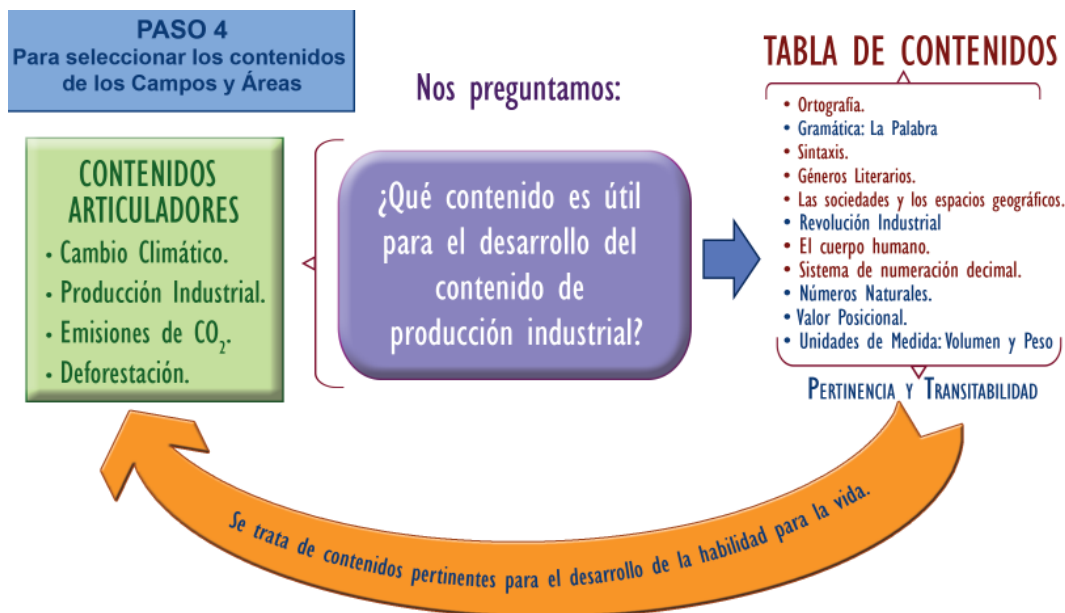 PASO 4
Para seleccionar los contenidos
de los Campos y Áreas
CONTENIDOS
ARTICULADORES
• Cambio Climático.
• Producción Industrial.
• Emisiones de CO2.
• Deforestación.
Nos preguntamos:
¿Qué contenido es útil
para el desarrollo del
contenido de
producción industrial?
TABLA DE CONTENIDOS
• Ortografía.
• Gramática: La Palabra
• Sintaxis.
• Géneros Literarios.
• Las sociedades y los espacios geográficos.
• Revolución Industrial
• El cuerpo humano.
• Sistema de numeración decimal.
• Números Naturales.
• Valor Posicional.
• Unidades de Medida: Volumen y Peso
PERTINENCIA Y TRANSITABILIDAD
Se trata de contenidos pertinentes para el desarrollo de la habilidad para la vida.